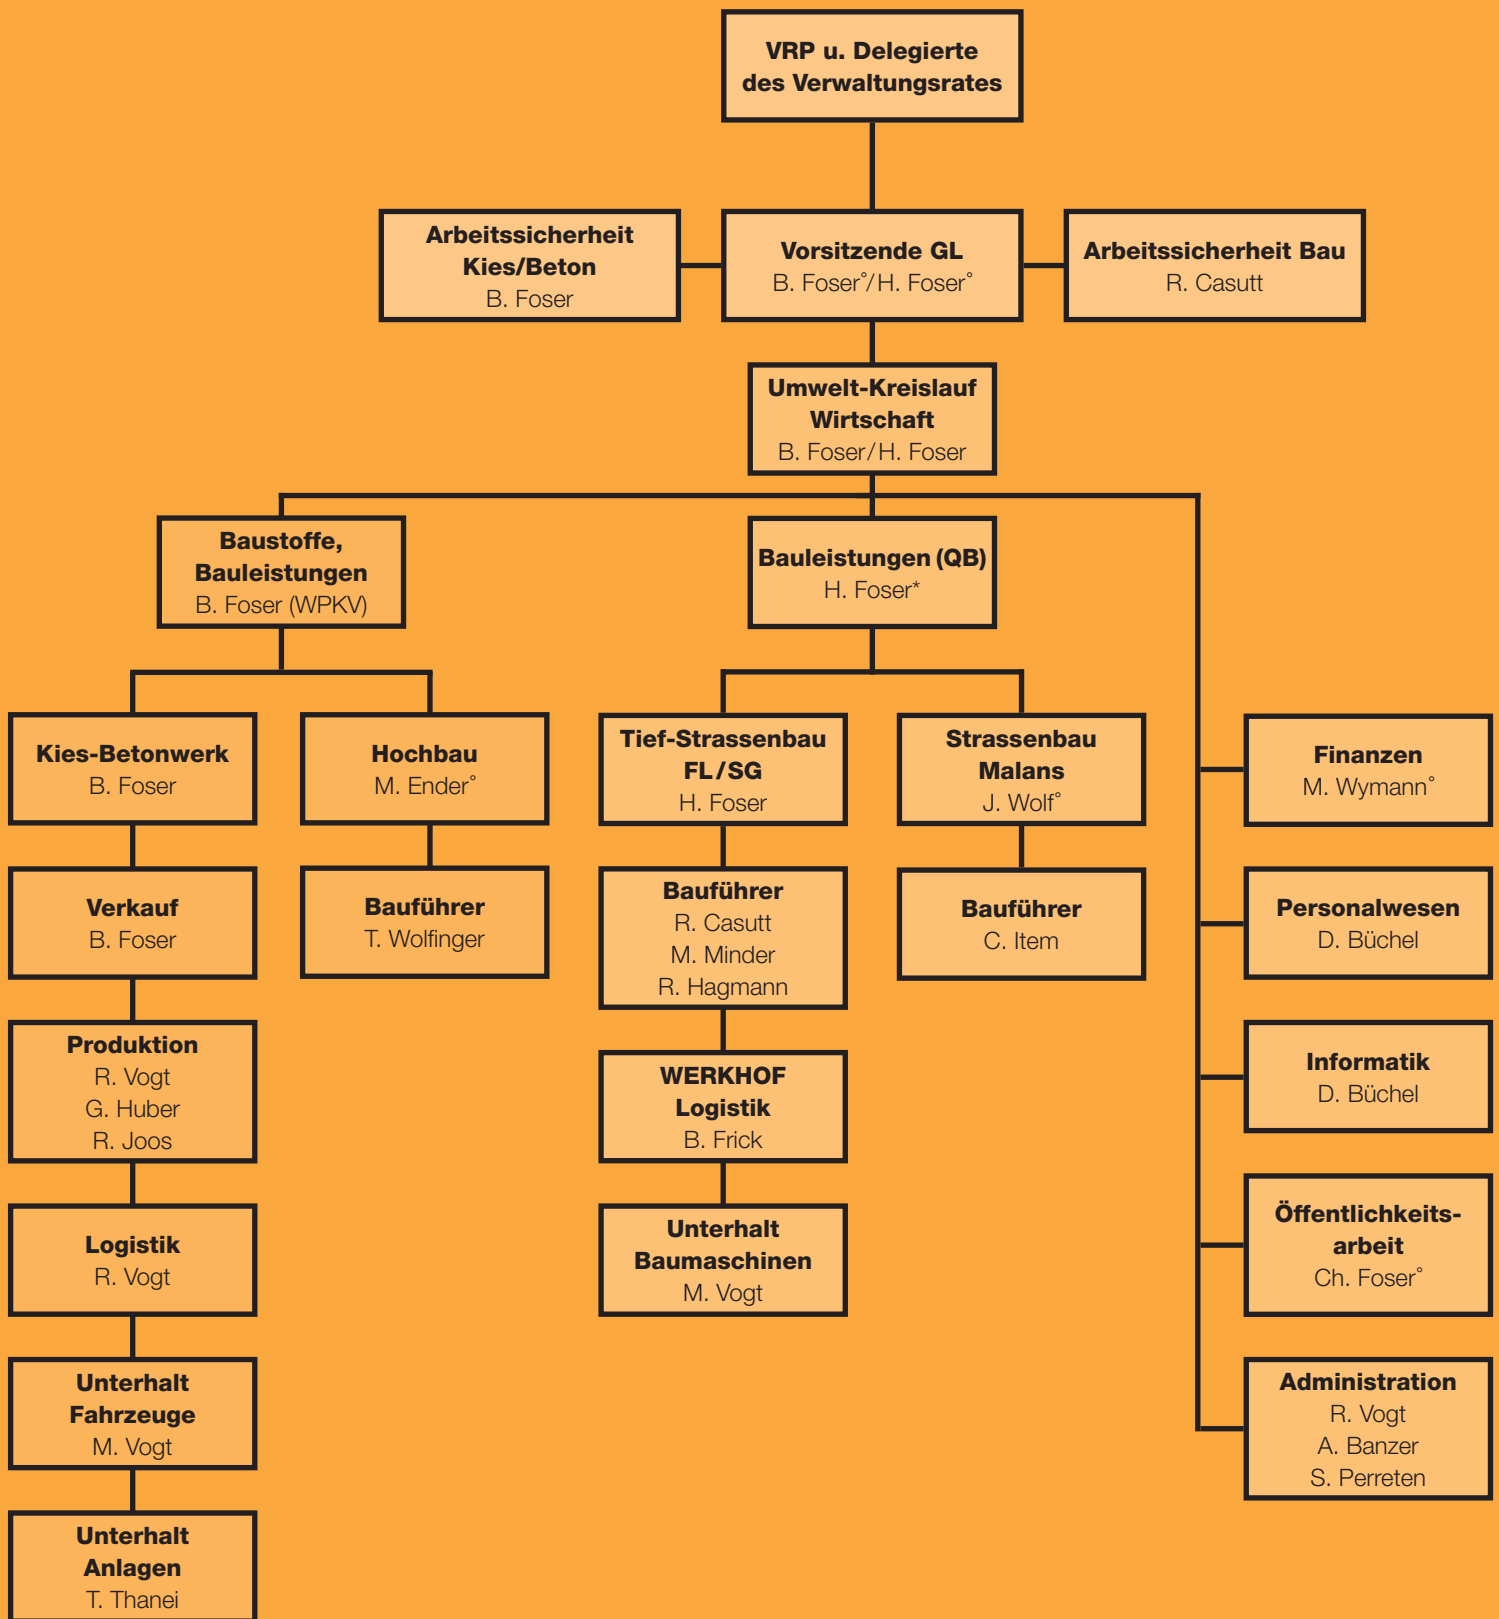 VRP u. Delegierte
des Verwaltungsrates
Arbeitssicherheit
Kies/Beton
B. Foser
Vorsitzende GL
B. Foser°/H. Foser°
Arbeitssicherheit Bau
R. Casutt
Umwelt-Kreislauf
Wirtschaft
B. Foser/H. Foser
Baustoffe,
Bauleistungen
B. Foser (WPKV)
Bauleistungen (QB)
H. Foser*
Kies-Betonwerk
B. Foser
Hochbau
M. Ender°
Tief-Strassenbau
FL/SG
H. Foser
Strassenbau
Malans
J. Wolf°
Finanzen
M. Wymann°
Verkauf
B. Foser
Bauführer
T. Wolfinger
Bauführer
R. Casutt
M. Minder
R. Hagmann
Bauführer
C. Item
Personalwesen
D. Büchel
Produktion
R. Vogt
G. Huber
R. Joos
WERKHOF
Logistik
B. Frick
Informatik
D. Büchel
Logistik
R. Vogt
Unterhalt
Baumaschinen
M. Vogt
Öffentlichkeits-
arbeit
Ch. Foser°
Unterhalt
Fahrzeuge
M. Vogt
Administration
R. Vogt
A. Banzer
S. Perreten
Unterhalt
Anlagen
T. Thanei